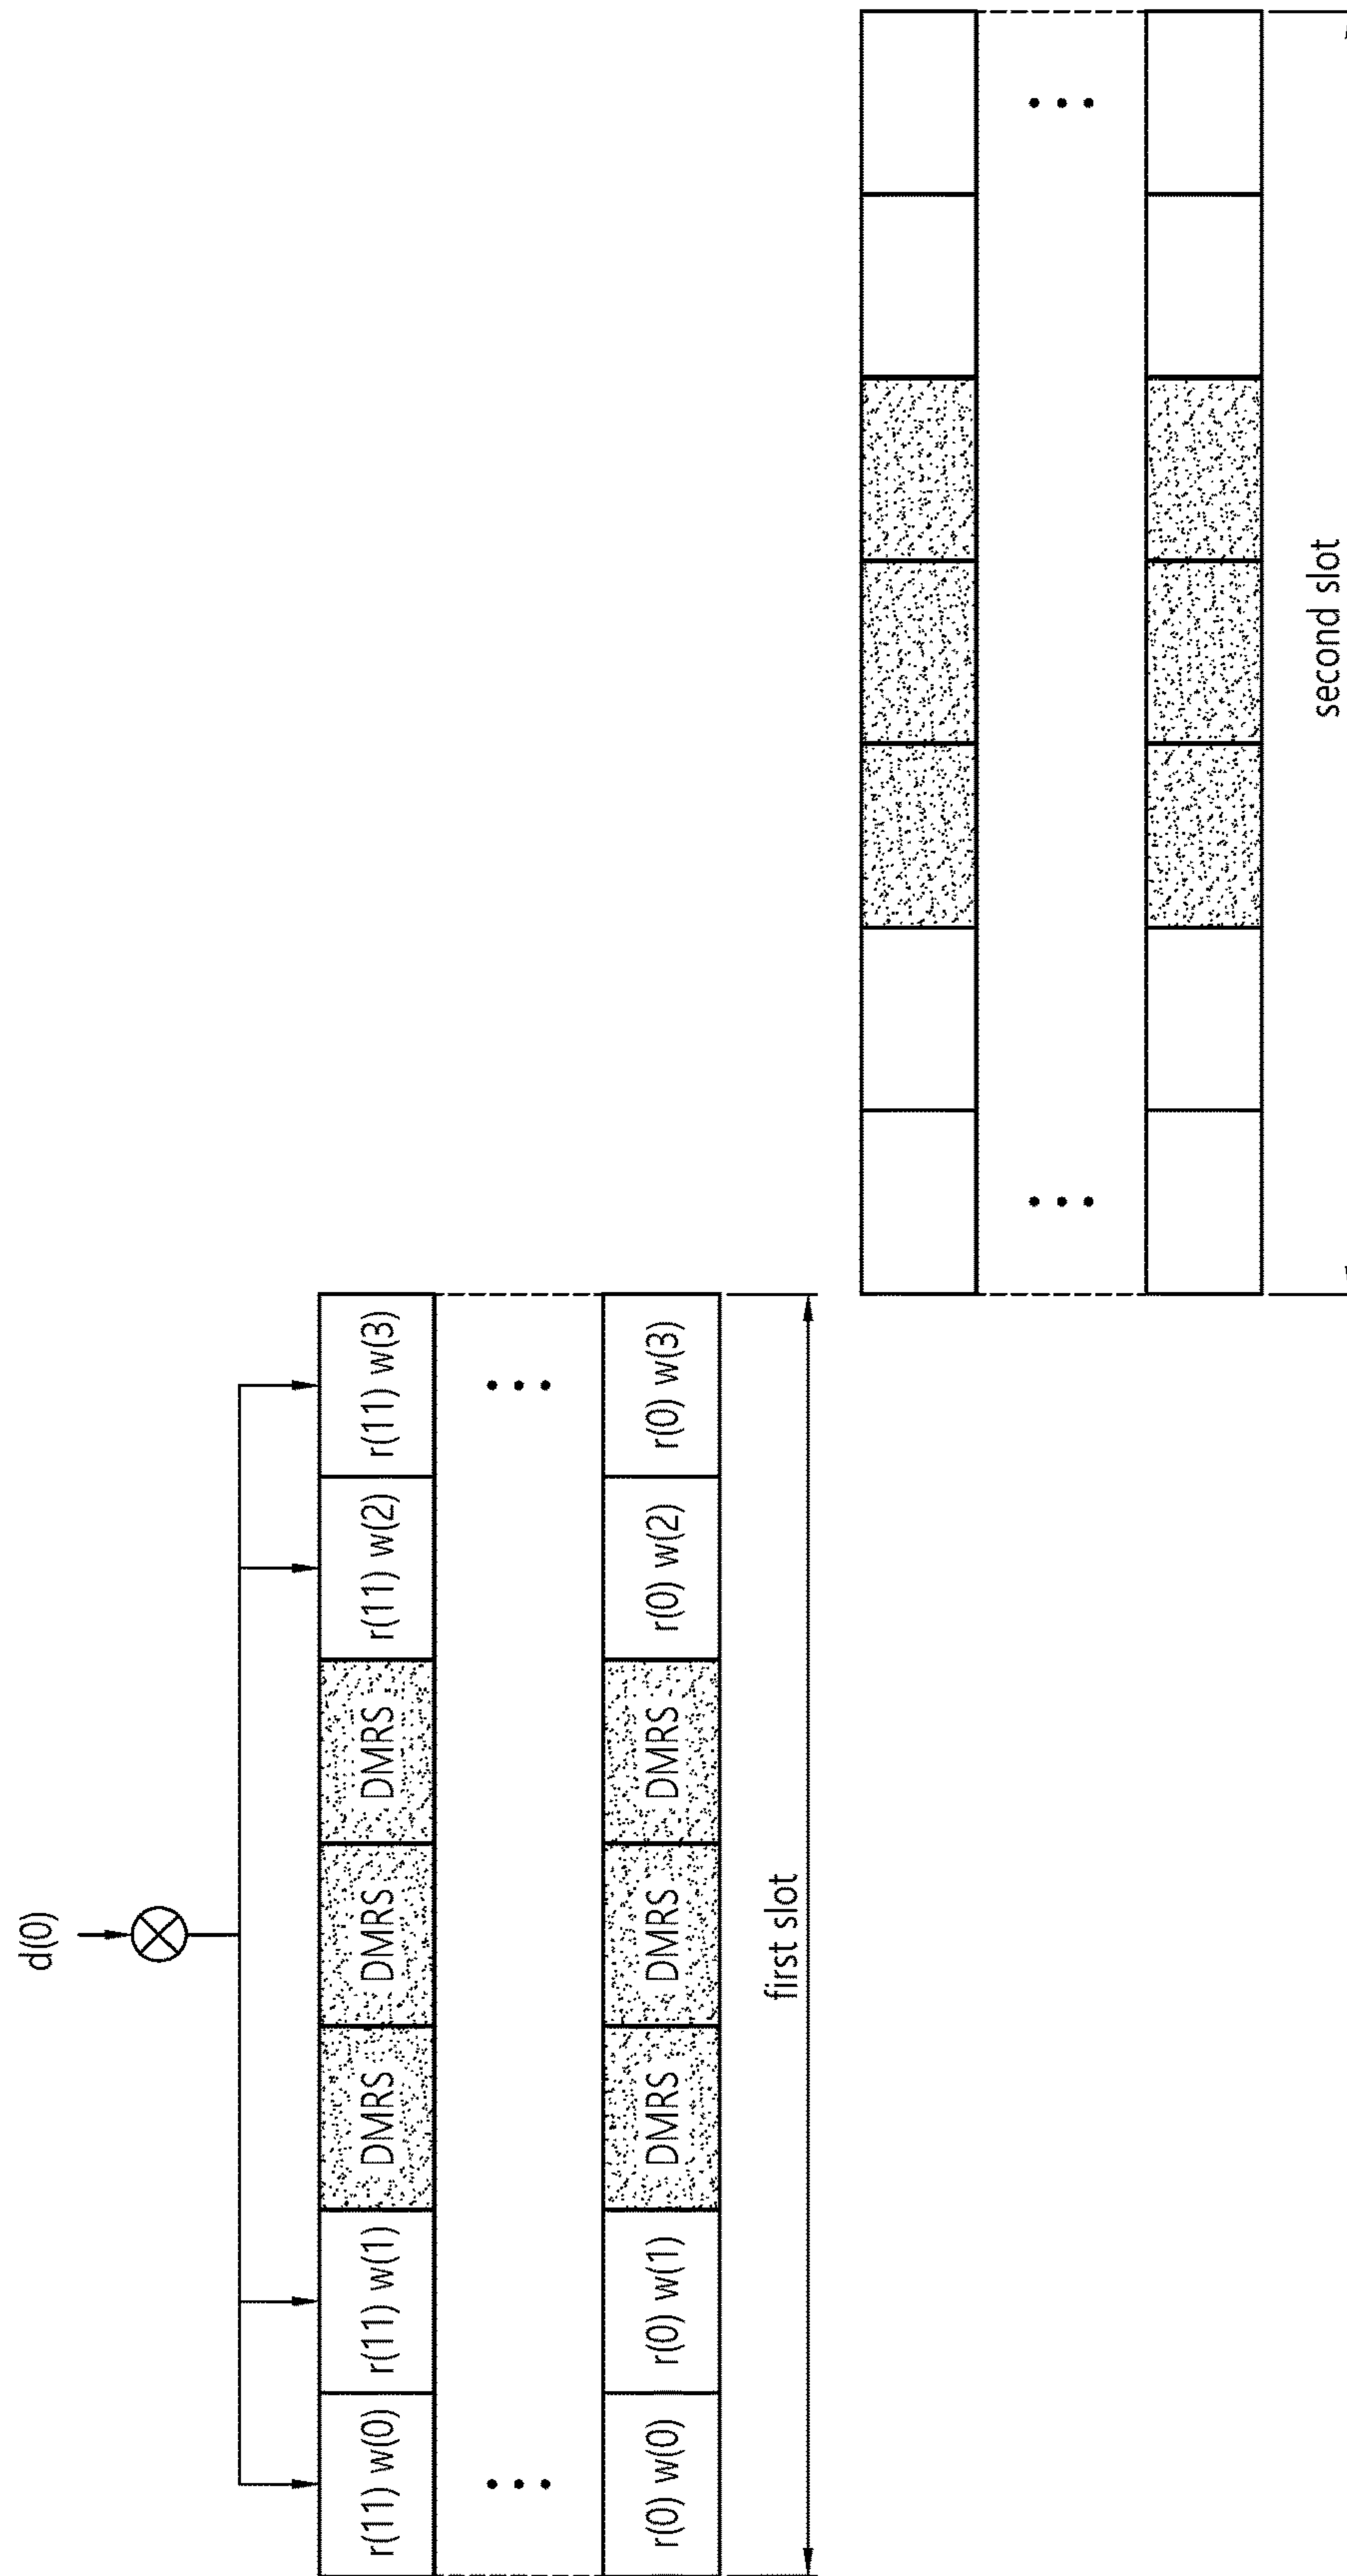 d(0)
r(11) w(0)
r(11) w(1)
DMRS
DMRS
DMRS
r(11) w(2)
r(11) w(3)
r(0) w(0)
r(0) w(1)
DMRS
DMRS
DMRS
r(0) w(2)
r(0) w(3)
first slot
second slot